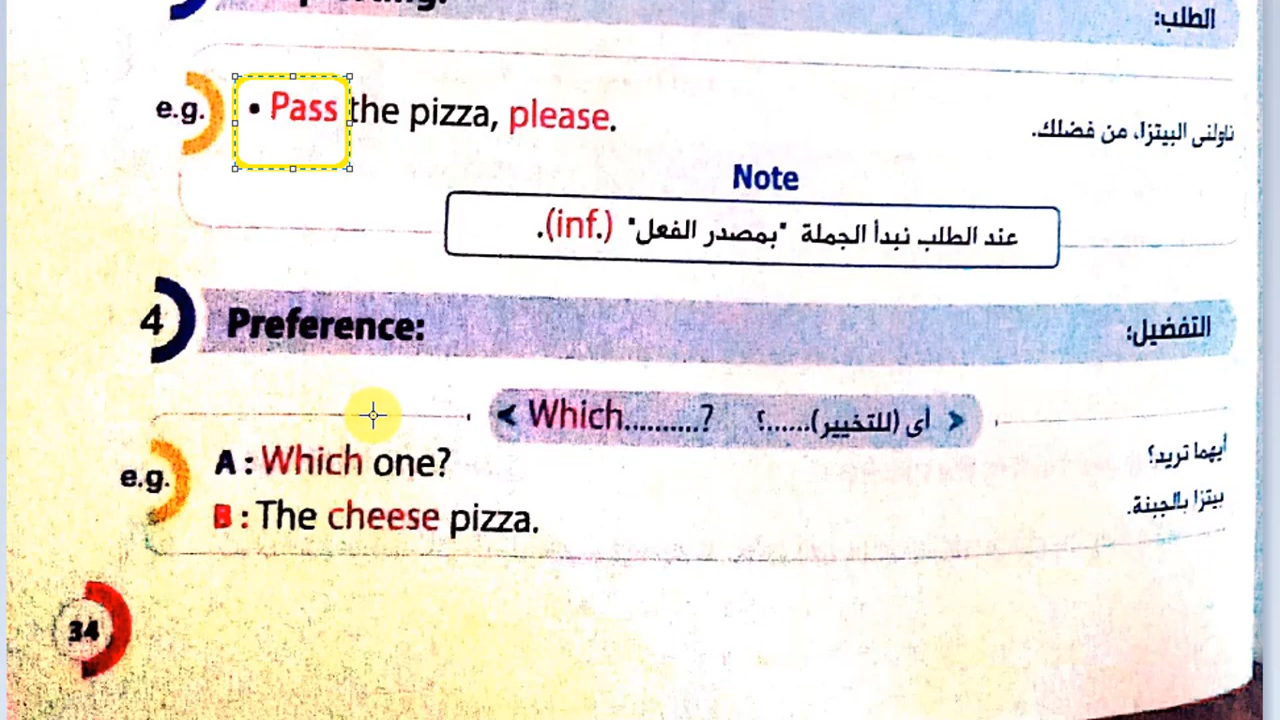 الطلب:
e.g. • Pass the pizza, please. ناولنى البيتزا، من فضلك.
Note
عند الطلب نبدأ الجملة "بمصدر الفعل" (inf.).
4 Preference: التفضيل:
Which..........? أى (للتخيير)......؟
e.g. A : Which one? أيهما تريد؟
B : The cheese pizza. بيتزا بالجبنة.
34